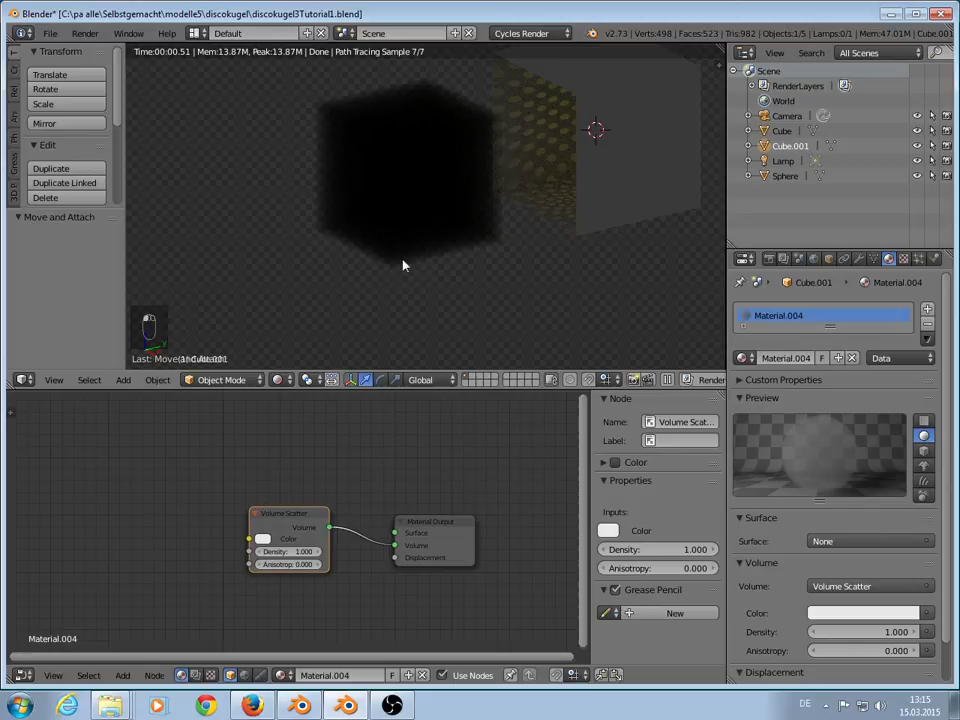 Blender* [C:\pa alle\Selbstgemacht\modelle5\discokugel\discokugel3Tutorial1.blend]
File Render Window Help Default Scene Cycles Render v2.73 | Verts:498 | Faces:523 | Tris:982 | Objects:1/5 | Lamps:0/1 | Mem:47.01M | Cube.001
Time:00:00.51 | Mem:13.87M, Peak:13.87M | Done | Path Tracing Sample 7/7
View Search All Scenes
Transform
Translate
Rotate
Scale
Mirror
Edit
Duplicate
Duplicate Linked
Delete
Move and Attach
Scene
RenderLayers
World
Camera
Cube
Cube.001
Lamp
Sphere
View Select Add Object Object Mode Global Render
Cube.001 Material.004
Material.004
Material.004 F Data
Custom Properties
Preview
Surface
Surface: None
Volume
Volume: Volume Scatter
Color:
Density: 1.000
Anisotropy: 0.000
Displacement
Node
Name: Volume Scat...
Label:
Color
Properties
Inputs:
Color
Density: 1.000
Anisotropy: 0.000
Grease Pencil
New
Volume Scatter
Volume
Color
Density: 1.000
Anisotrop: 0.000
Material Output
Surface
Volume
Displacement
Material.004
View Select Add Node Material.004 F Use Nodes
DE 13:15
15.03.2015